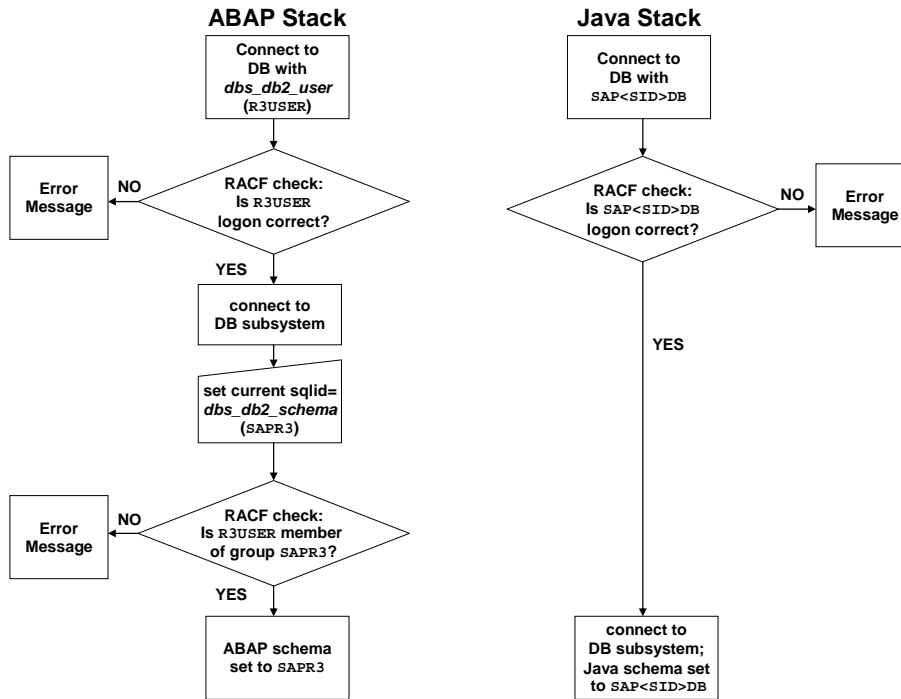 ABAP Stack
Connect to
DB with
dbs_db2_user
(R3USER)
RACF check:
Is R3USER
logon correct?
NO
Error
Message
YES
connect to
DB subsystem
set current sqlid=
dbs_db2_schema
(SAPR3)
RACF check:
Is R3USER member
of group SAPR3?
NO
Error
Message
YES
ABAP schema
set to SAPR3
Java Stack
Connect to
DB with
SAP<SID>DB
RACF check:
Is SAP<SID>DB
logon correct?
NO
Error
Message
YES
connect to
DB subsystem;
Java schema set
to SAP<SID>DB